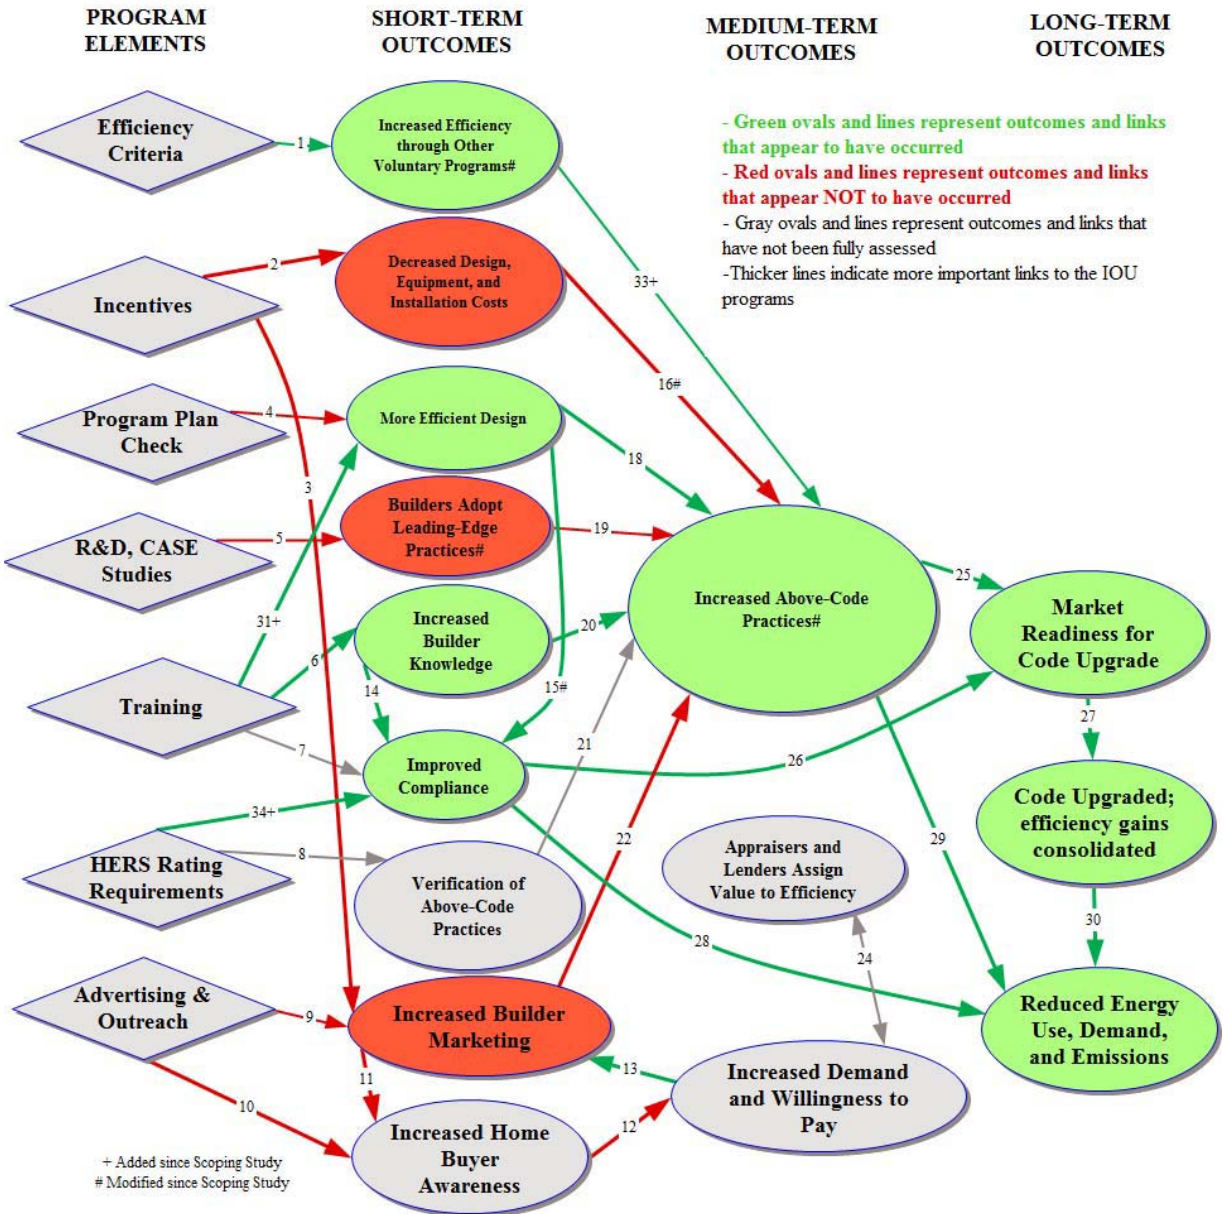 PROGRAM
ELEMENTS
SHORT-TERM
OUTCOMES
MEDIUM-TERM
OUTCOMES
LONG-TERM
OUTCOMES
- Green ovals and lines represent outcomes and links
that appear to have occurred
- Red ovals and lines represent outcomes and links
that appear NOT to have occurred
- Gray ovals and lines represent outcomes and links that
have not been fully assessed
-Thicker lines indicate more important links to the IOU
programs
Efficiency
Criteria
1
Increased Efficiency
through Other
Voluntary Programs#
33+
Incentives
2
Decreased Design,
Equipment, and
Installation Costs
16#
3
Program Plan
Check
4
More Efficient Design
18
R&D, CASE
Studies
5
Builders Adopt
Leading-Edge
Practices#
19
Increased Above-Code
Practices#
25
Market
Readiness for
Code Upgrade
31+
6
Increased
Builder
Knowledge
20
Training
14
15#
7
21
27
Improved
Compliance
26
34+
Code Upgraded;
efficiency gains
consolidated
HERS Rating
Requirements
8
22
29
Appraisers and
Lenders Assign
Value to Efficiency
Verification of
Above-Code
Practices
28
24
30
Advertising &
Outreach
9
Increased Builder
Marketing
Reduced Energy
Use, Demand,
and Emissions
11
13
Increased Demand
and Willingness to
Pay
10
12
Increased Home
Buyer
Awareness
+ Added since Scoping Study
# Modified since Scoping Study